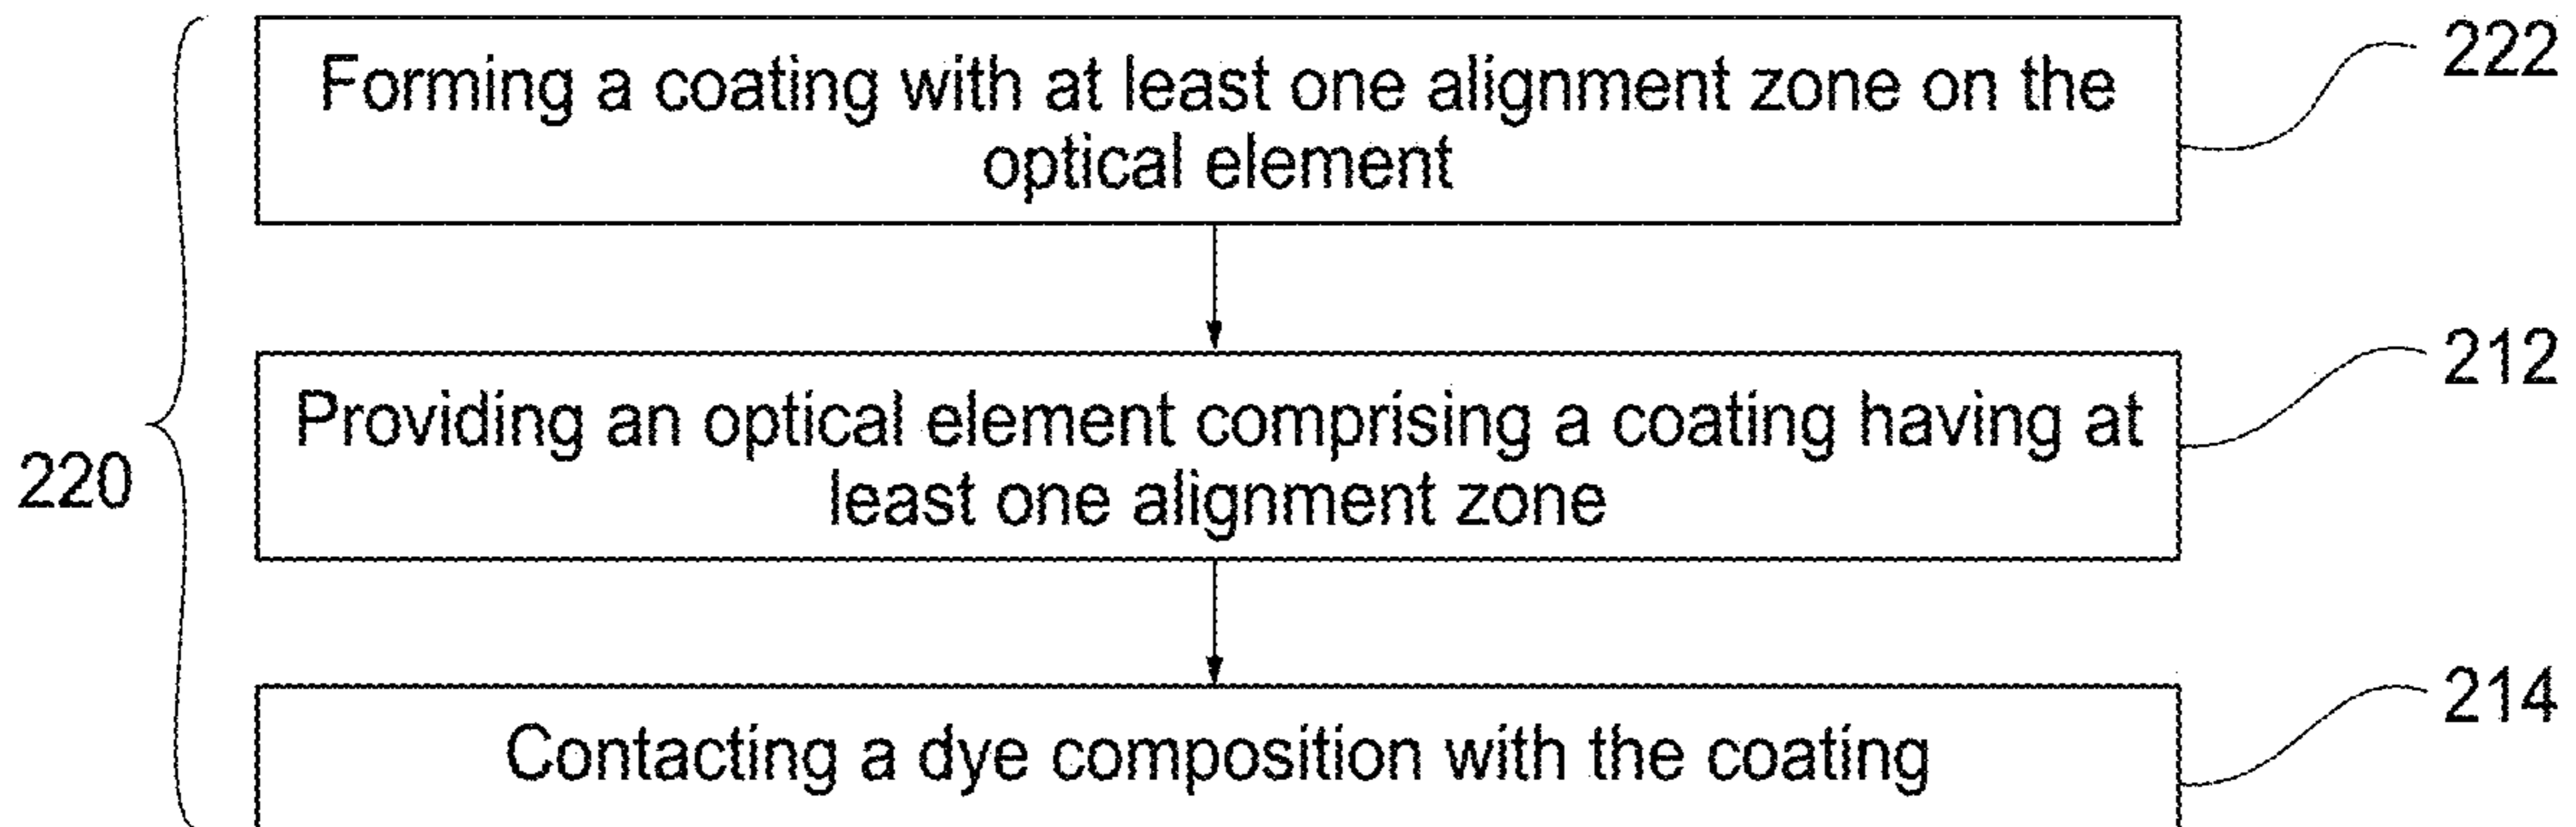 Forming a coating with at least one alignment zone on the
optical element
222
Providing an optical element comprising a coating having at
least one alignment zone
212
220
Contacting a dye composition with the coating
214